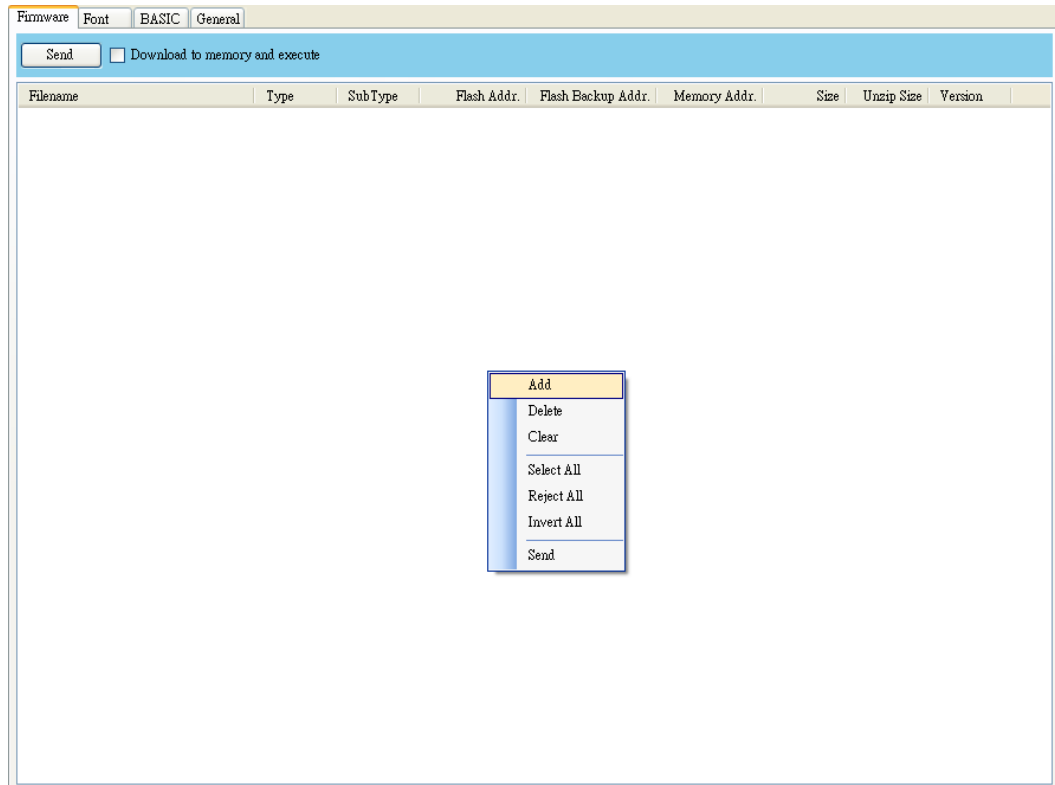 Firmware Font BASIC General
Send Download to memory and execute
Filename Type SubType Flash Addr. Flash Backup Addr. Memory Addr. Size Unzip Size Version
Add
Delete
Clear
Select All
Reject All
Invert All
Send